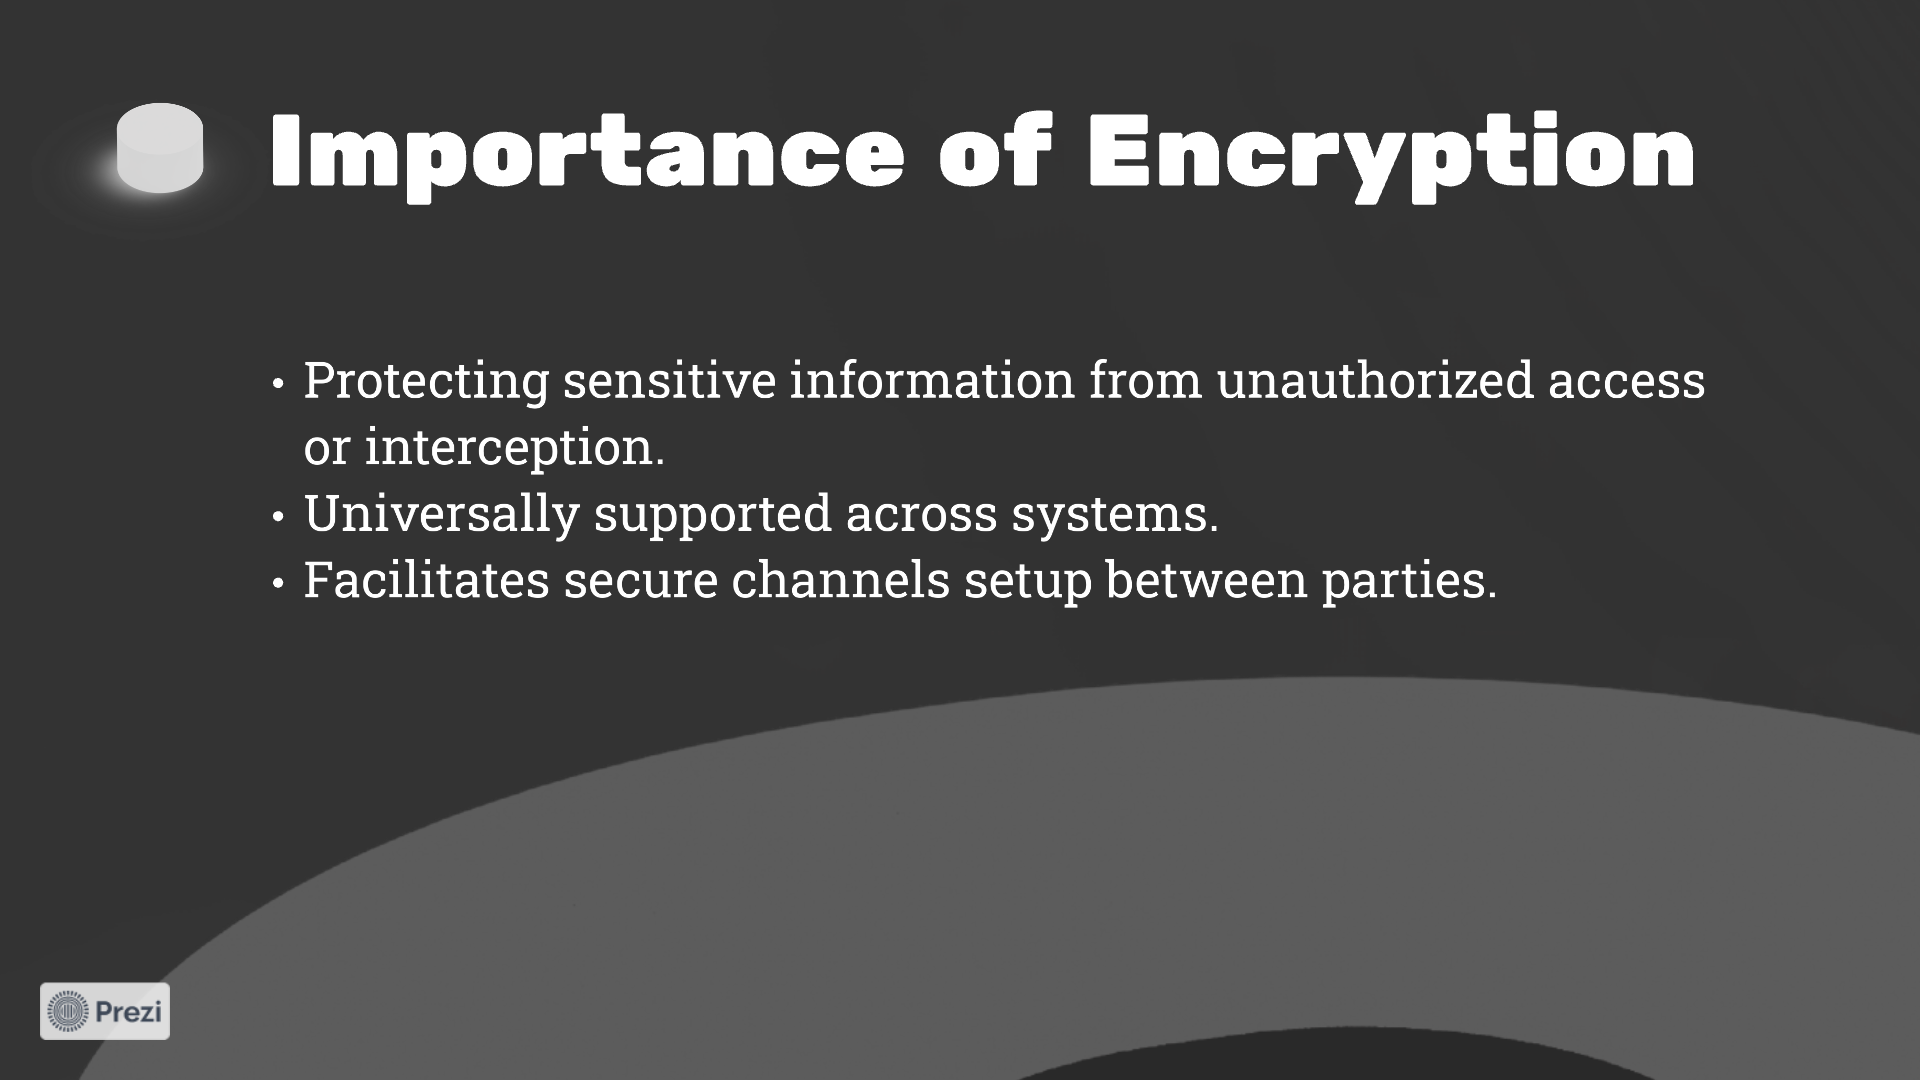 Importance of Encryption
• Protecting sensitive information from unauthorized access
or interception.
• Universally supported across systems.
• Facilitates secure channels setup between parties.
Prezi